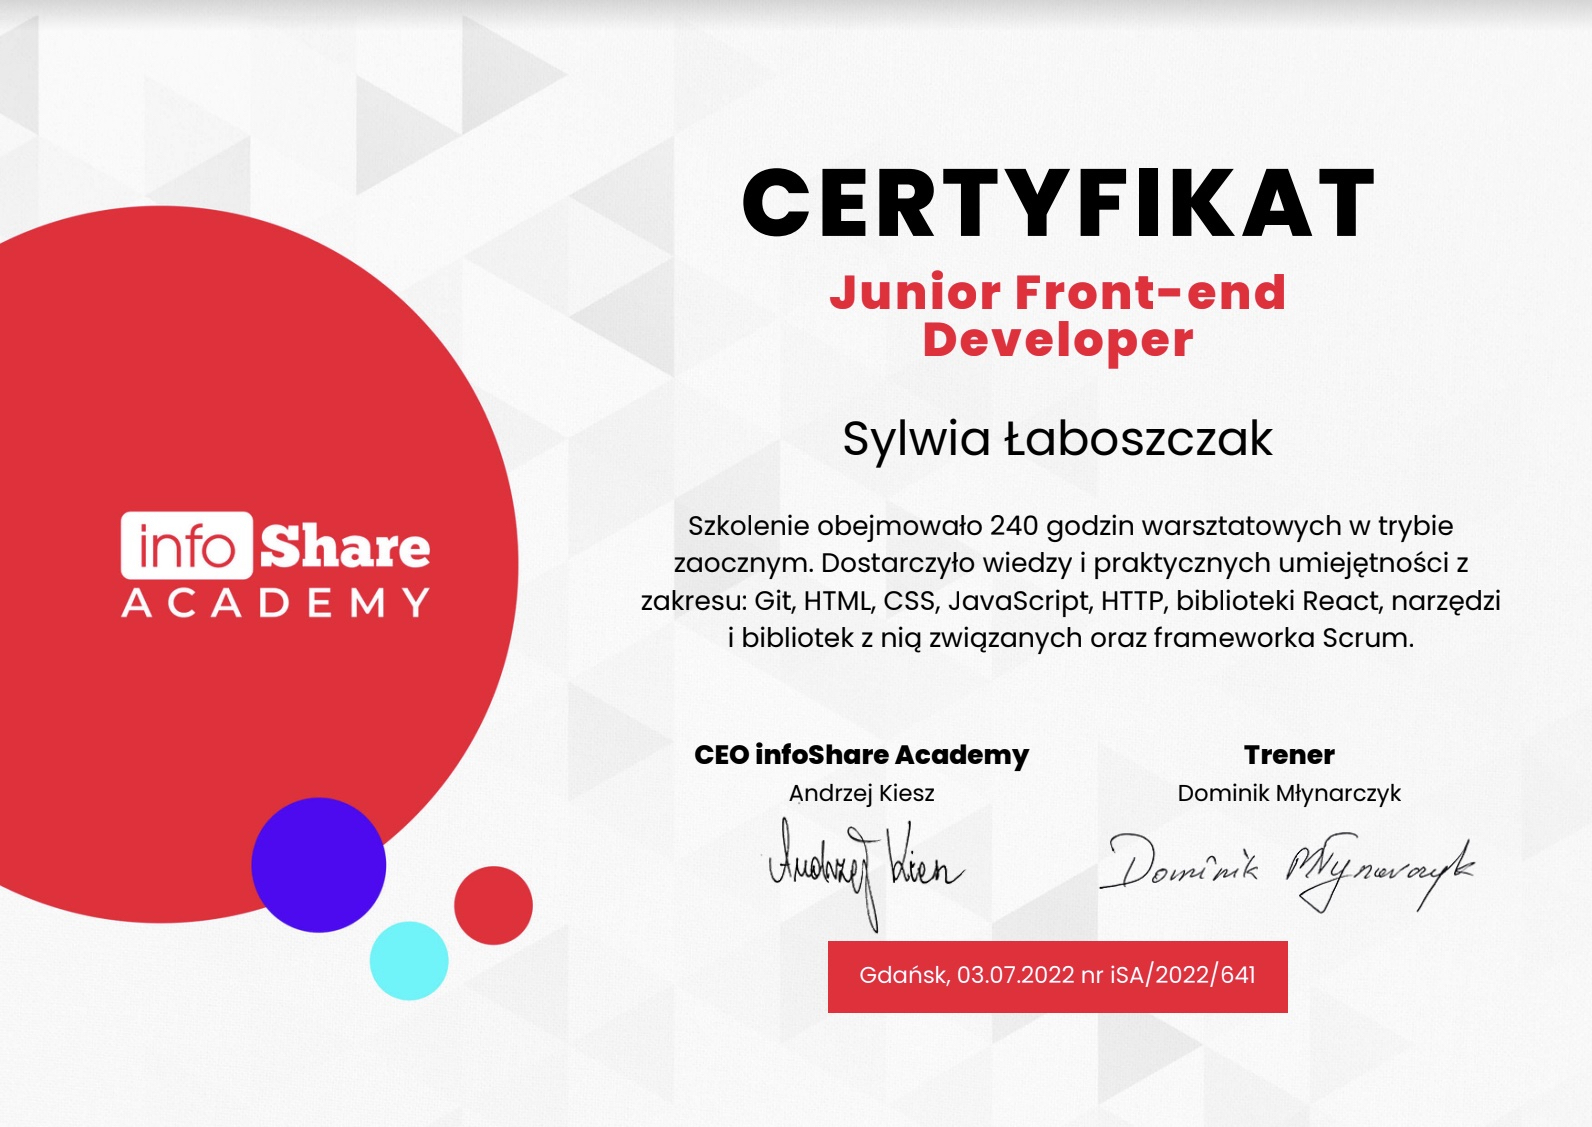 CERTYFIKAT
Junior Front-end
Developer
Sylwia Łaboszczak
info Share
ACADEMY
Szkolenie obejmowało 240 godzin warsztatowych w trybie
zaocznym. Dostarczyło wiedzy i praktycznych umiejętności z
zakresu: Git, HTML, CSS, JavaScript, HTTP, biblioteki React, narzędzi
i bibliotek z nią związanych oraz frameworka Scrum.
CEO infoShare Academy
Andrzej Kiesz
Andrzej Kiesz
Trener
Dominik Młynarczyk
Dominik Młynarczyk
Gdańsk, 03.07.2022 nr iSA/2022/641